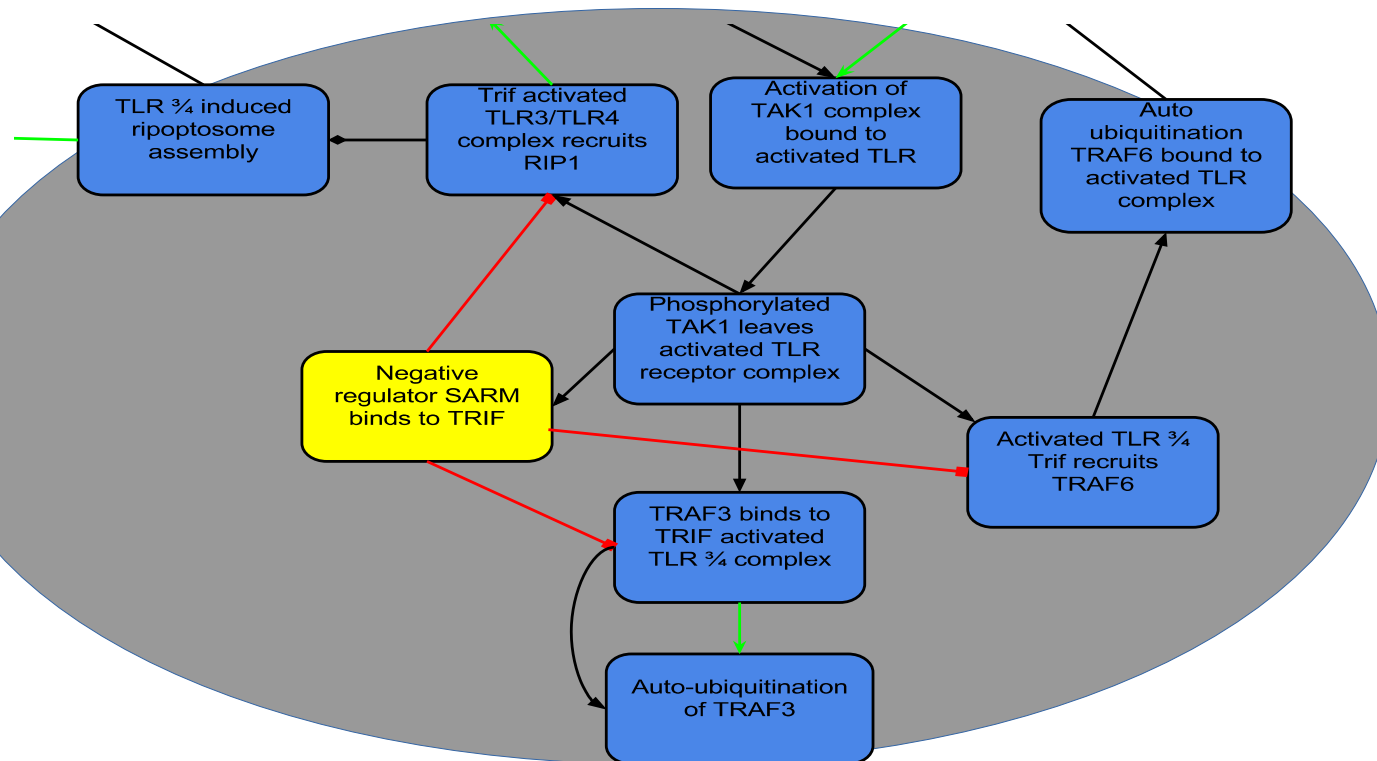 TLR ¾ induced
ripoptosome
assembly
Trif activated
TLR3/TLR4
complex recruits
RIP1
Activation of
TAK1 complex
bound to
activated TLR
Auto
ubiquitination
TRAF6 bound to
activated TLR
complex
Phosphorylated
TAK1 leaves
activated TLR
receptor complex
Negative
regulator SARM
binds to TRIF
Activated TLR ¾
Trif recruits
TRAF6
TRAF3 binds to
TRIF activated
TLR ¾ complex
Auto-ubiquitination
of TRAF3